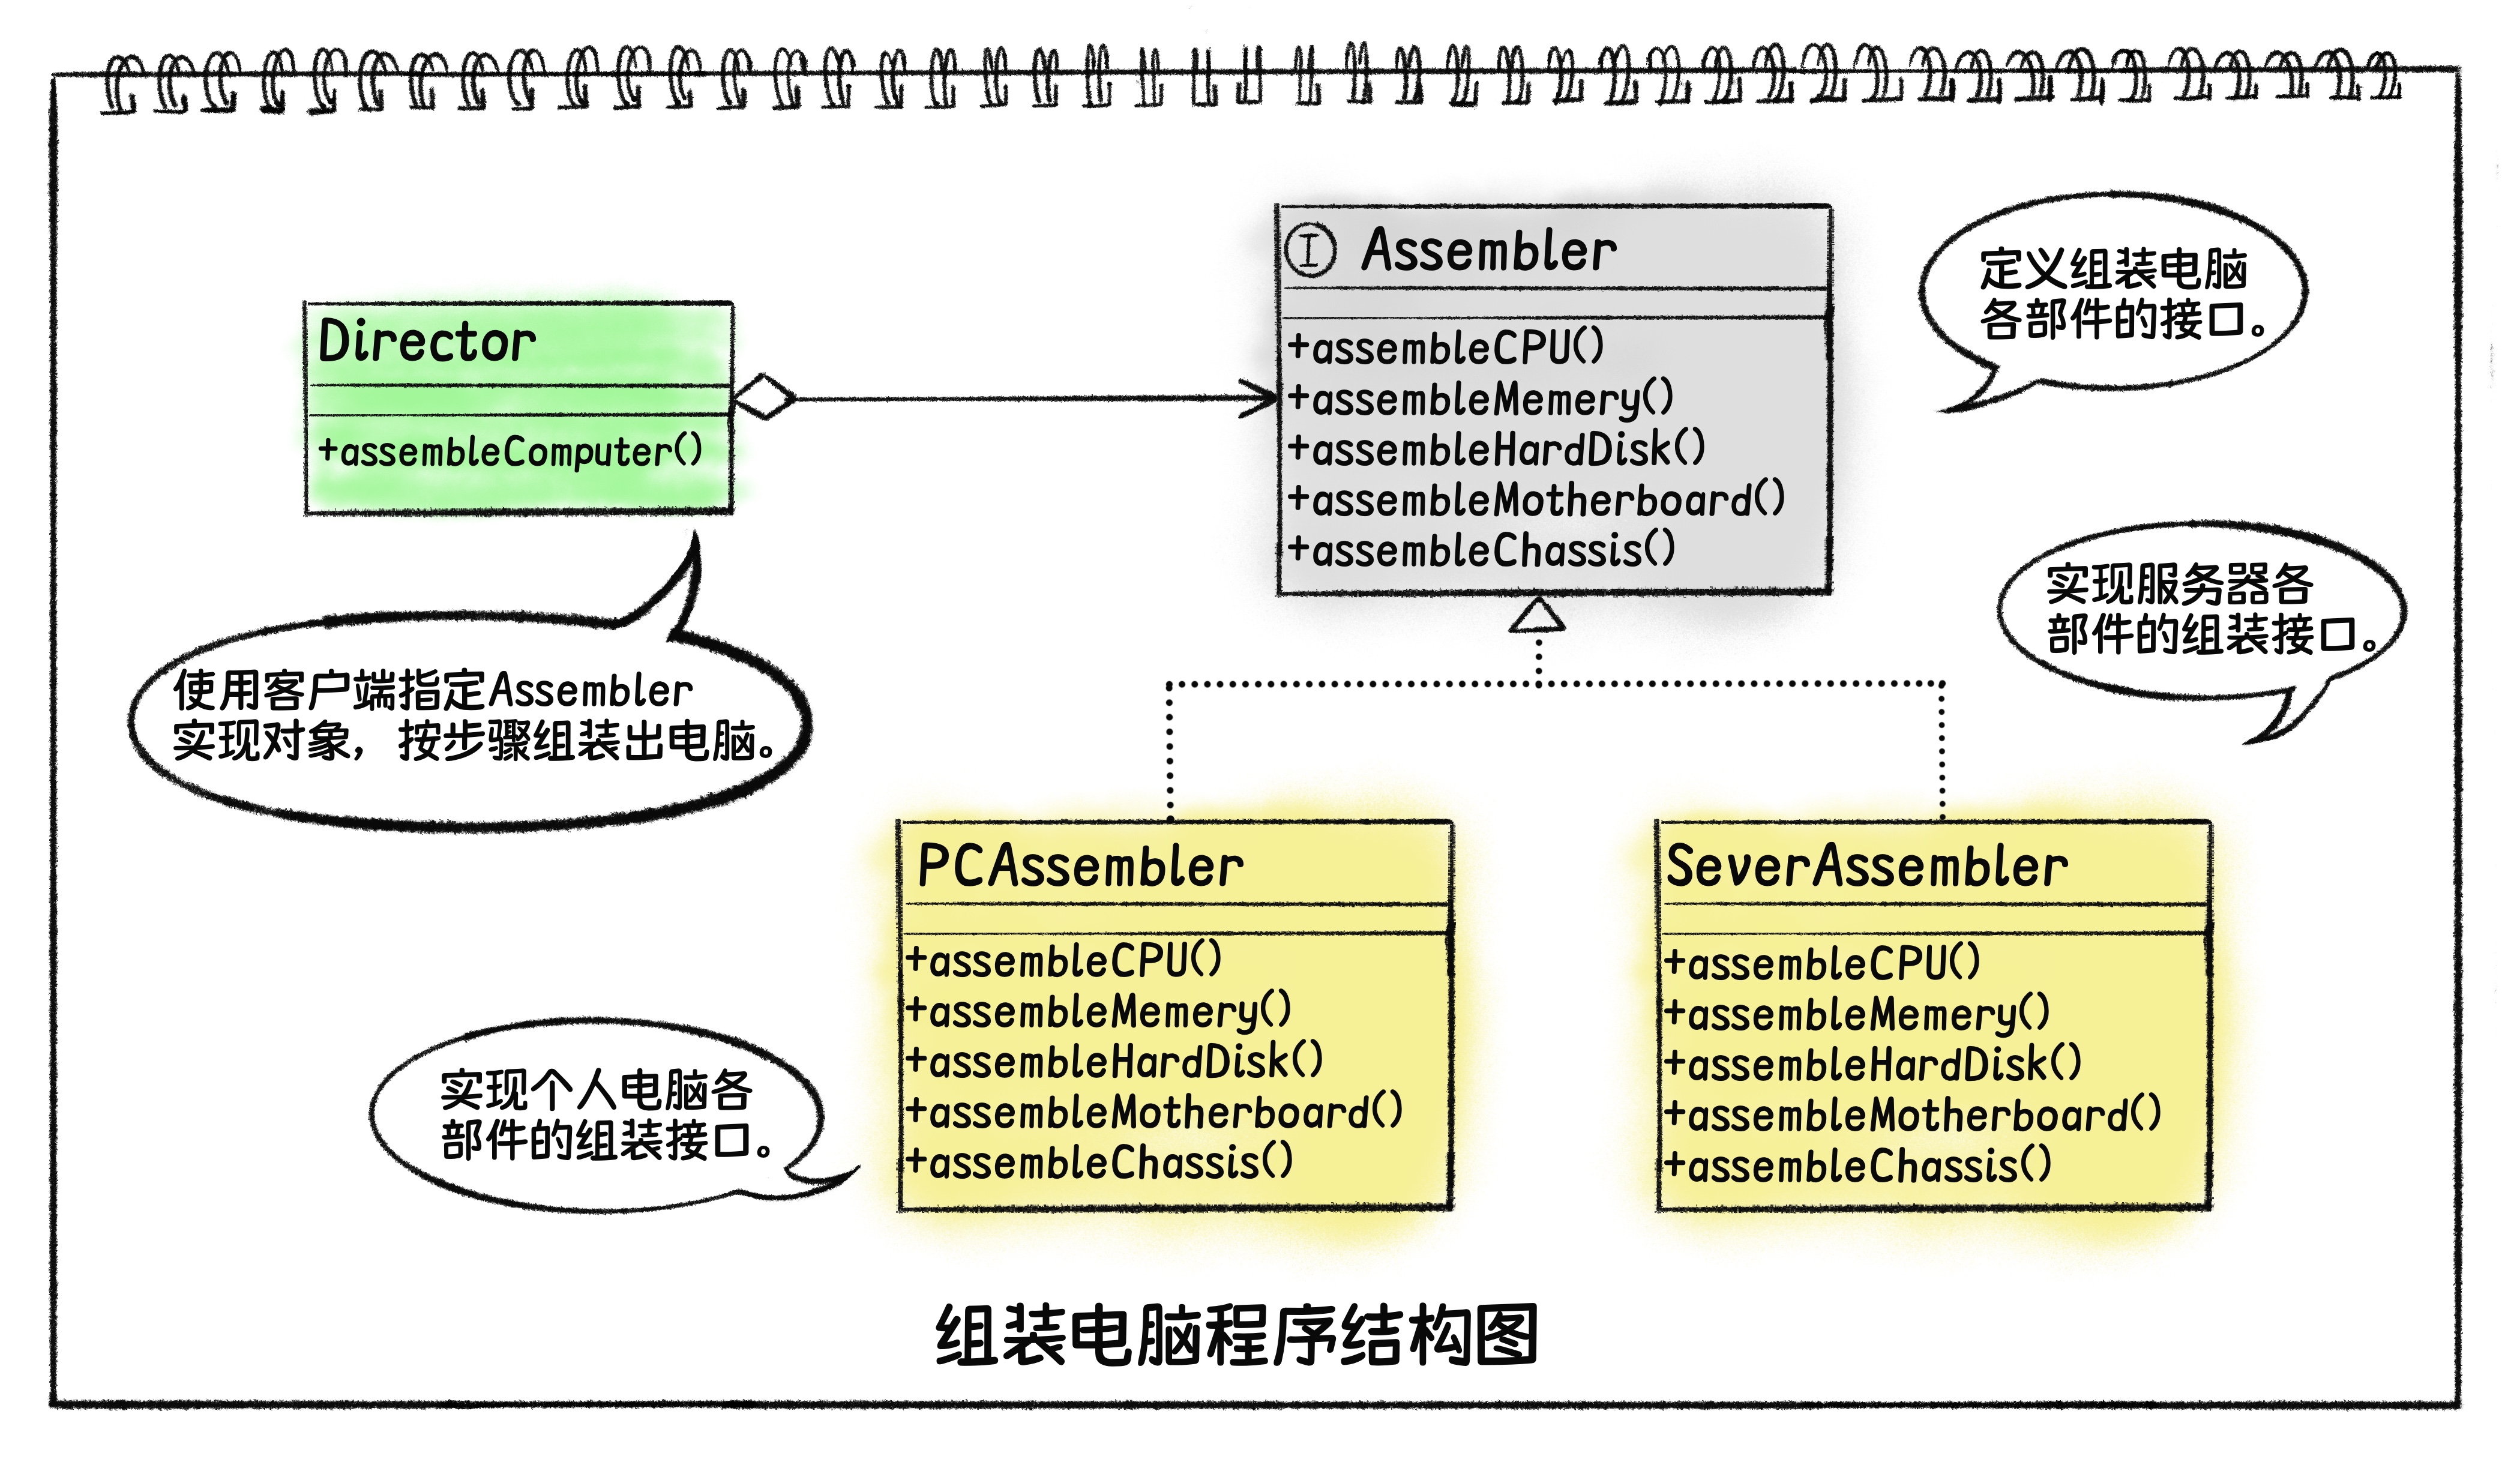 I Assembler
+assembleCPU()
+assembleMemery()
+assembleHardDisk()
+assembleMotherboard()
+assembleChassis()
定义组装电脑
各部件的接口。
Director
+assembleComputer()
使用客户端指定Assembler
实现对象，按步骤组装出电脑。
实现服务器各
部件的组装接口。
PCAssembler
+assembleCPU()
+assembleMemery()
+assembleHardDisk()
+assembleMotherboard()
+assembleChassis()
SeverAssembler
+assembleCPU()
+assembleMemery()
+assembleHardDisk()
+assembleMotherboard()
+assembleChassis()
实现个人电脑各
部件的组装接口。
组装电脑程序结构图